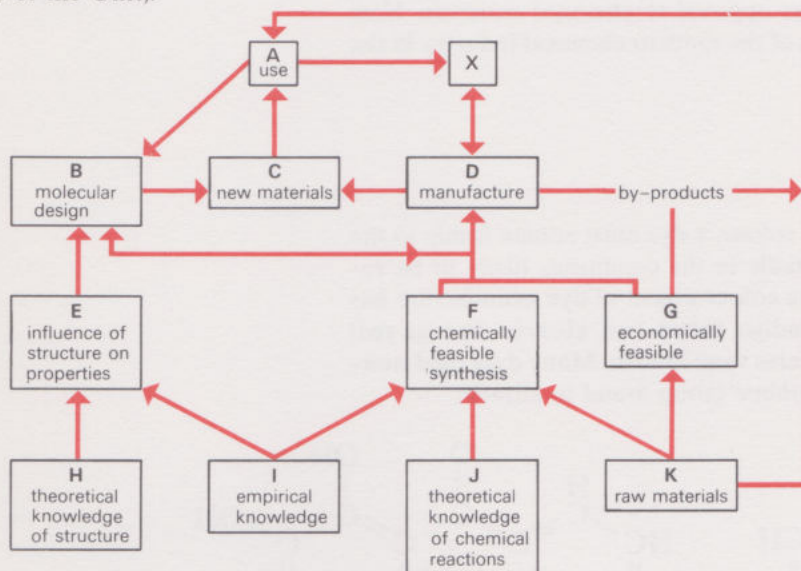 A
use
X
B
molecular
design
C
new materials
D
manufacture
by–products
E
influence of
structure on
properties
F
chemically
feasible
synthesis
G
economically
feasible
H
theoretical
knowledge
of structure
I
empirical
knowledge
J
theoretical
knowledge
of chemical
reactions
K
raw materials